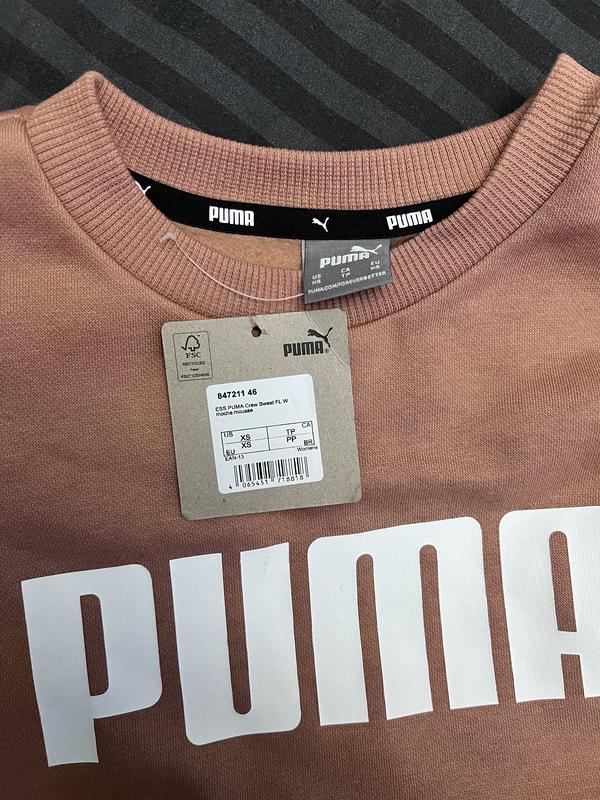 PUMA
PUMA
PUMA
US CA EU
XS TP XS
PUMA.COM/FOREVERBETTER
FSC
RECYCLED
Paper
PUMA®
847211 46
ESS PUMA Crew Sweat FL W
mocha mousse
US XS TP CA
EU XS PP BR
EAN-13 Womens
4 065451 718818
PUMA